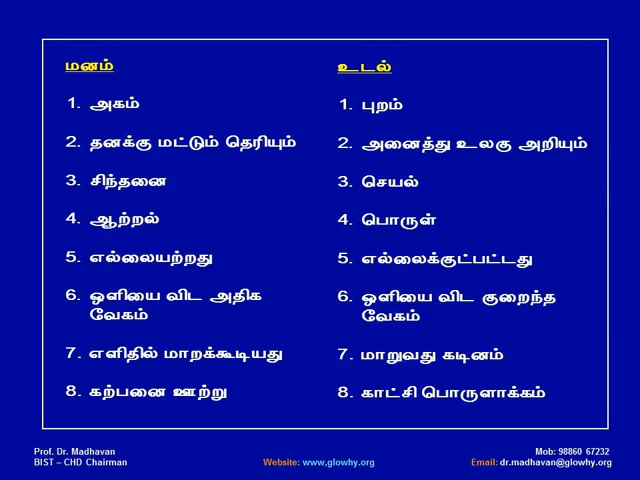 மனம்
1. அகம்
2. தனக்கு மட்டும் தெரியும்
3. சிந்தனை
4. ஆற்றல்
5. எல்லையற்றது
6. ஒளியை விட அதிக
வேகம்
7. எளிதில் மாறக்கூடியது
8. கற்பனை ஊற்று
உடல்
1. புறம்
2. அனைத்து உலகு அறியும்
3. செயல்
4. பொருள்
5. எல்லைக்குட்பட்டது
6. ஒளியை விட குறைந்த
வேகம்
7. மாறுவது கடினம்
8. காட்சி பொருளாக்கம்
Prof. Dr. Madhavan
BIST – CHD Chairman
Website: www.glowhy.org
Mob: 98860 67232
Email: dr.madhavan@glowhy.org